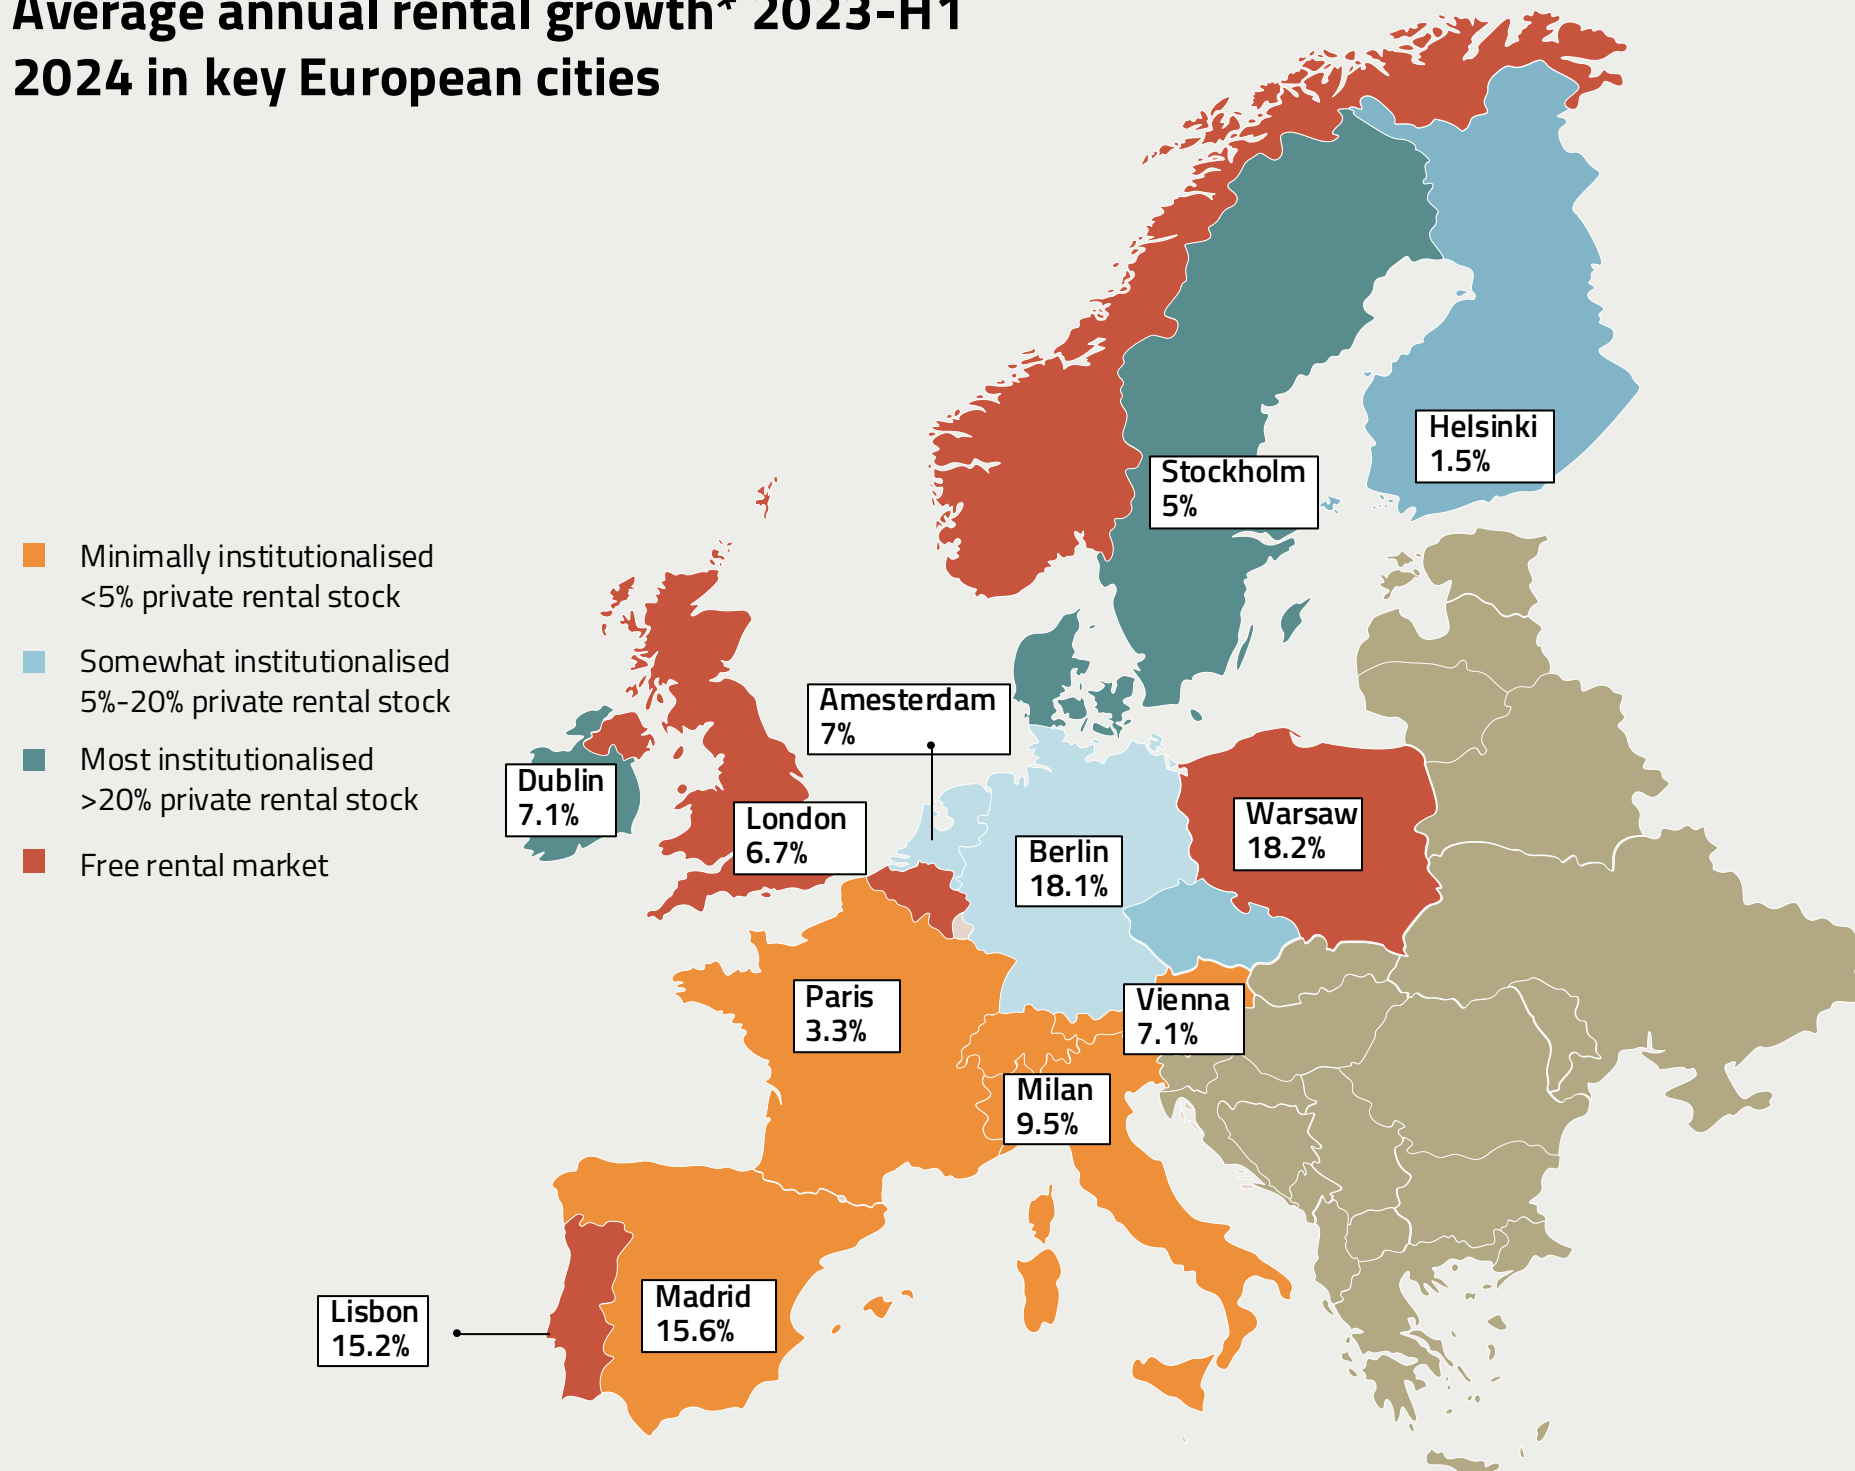 Average annual rental growth* 2023-H1
2024 in key European cities
Helsinki
1.5%
Stockholm
5%
Minimally institutionalised
<5% private rental stock
Somewhat institutionalised
5%-20% private rental stock
Most institutionalised
>20% private rental stock
Free rental market
Amesterdam
7%
Dublin
7.1%
London
6.7%
Warsaw
18.2%
Berlin
18.1%
Paris
3.3%
Vienna
7.1%
Milan
9.5%
Madrid
15.6%
Lisbon
15.2%